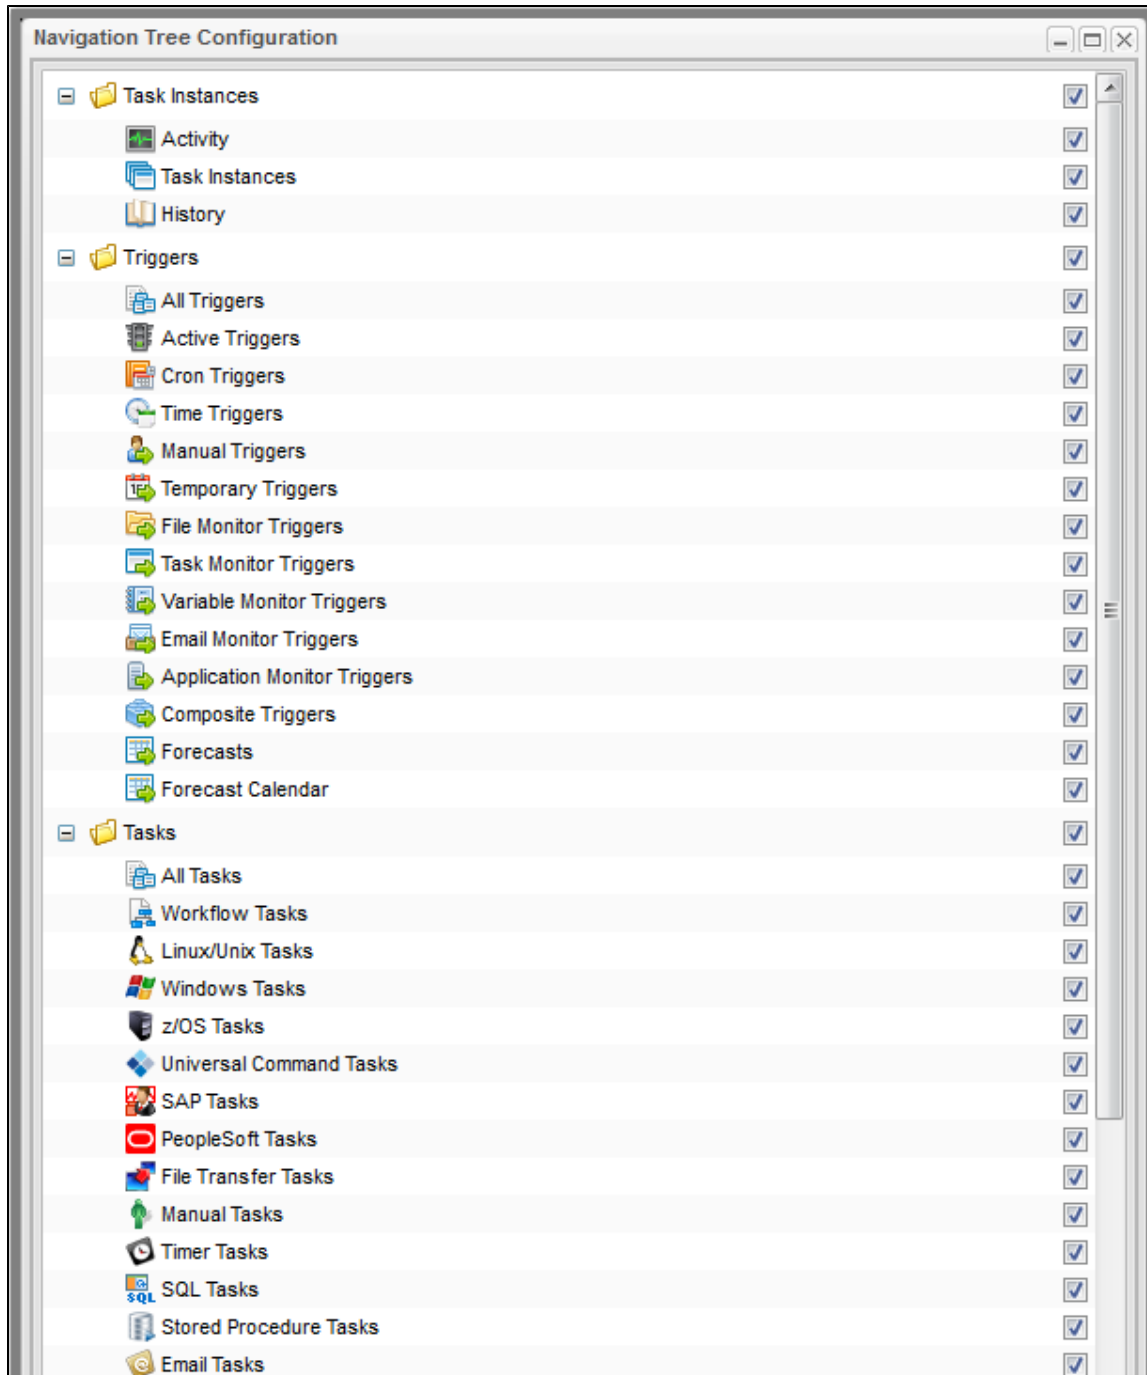 Navigation Tree Configuration
Task Instances
Activity
Task Instances
History
Triggers
All Triggers
Active Triggers
Cron Triggers
Time Triggers
Manual Triggers
Temporary Triggers
File Monitor Triggers
Task Monitor Triggers
Variable Monitor Triggers
Email Monitor Triggers
Application Monitor Triggers
Composite Triggers
Forecasts
Forecast Calendar
Tasks
All Tasks
Workflow Tasks
Linux/Unix Tasks
Windows Tasks
z/OS Tasks
Universal Command Tasks
SAP Tasks
PeopleSoft Tasks
File Transfer Tasks
Manual Tasks
Timer Tasks
SQL Tasks
Stored Procedure Tasks
Email Tasks